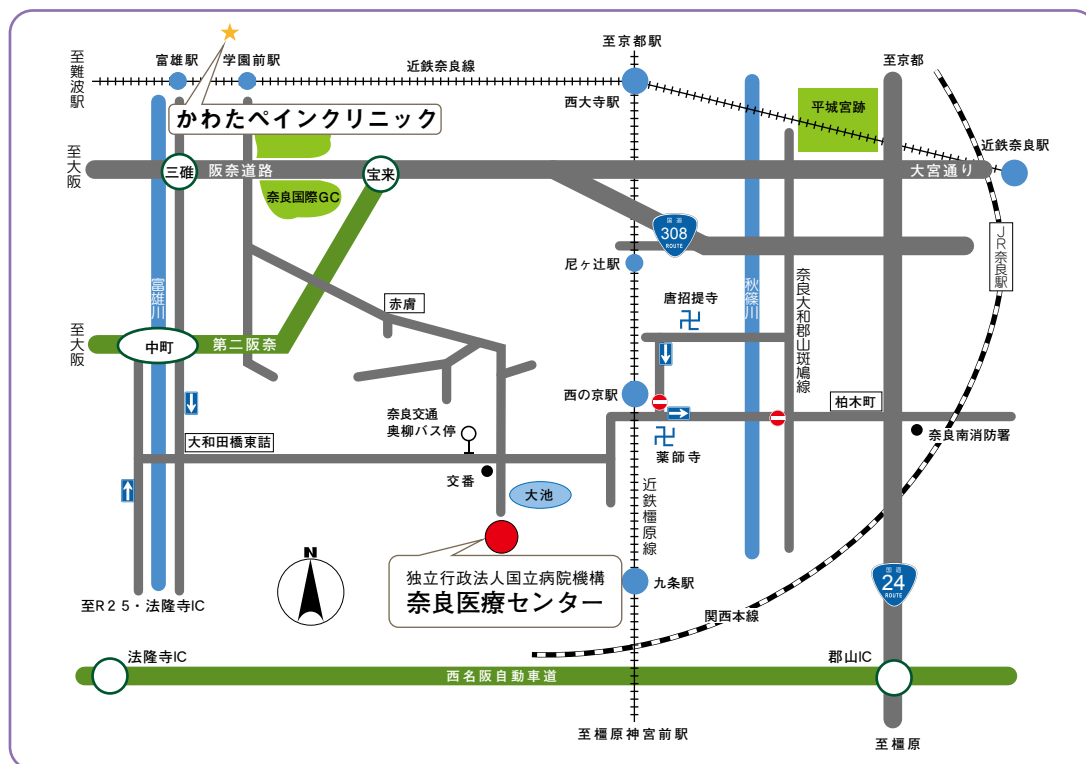 至京都駅
至難波駅
富雄駅
学園前駅
近鉄奈良線
西大寺駅
至京都
平城宮跡
近鉄奈良駅
かわたペインクリニック
至大阪
三碓
阪奈道路
宝来
大宮通り
奈良国際GC
国道
308
ROUTE
JR奈良駅
尼ヶ辻駅
富雄川
赤膚
唐招提寺
秋篠川
奈良大和郡山斑鳩線
至大阪
中町
第二阪奈
西の京駅
柏木町
奈良交通
奥柳バス停
奈良南消防署
大和田橋東詰
薬師寺
交番
大池
近鉄橿原線
N
独立行政法人国立病院機構
奈良医療センター
九条駅
国道
24
ROUTE
至R25・法隆寺IC
関西本線
法隆寺IC
郡山IC
西名阪自動車道
至橿原神宮前駅
至橿原